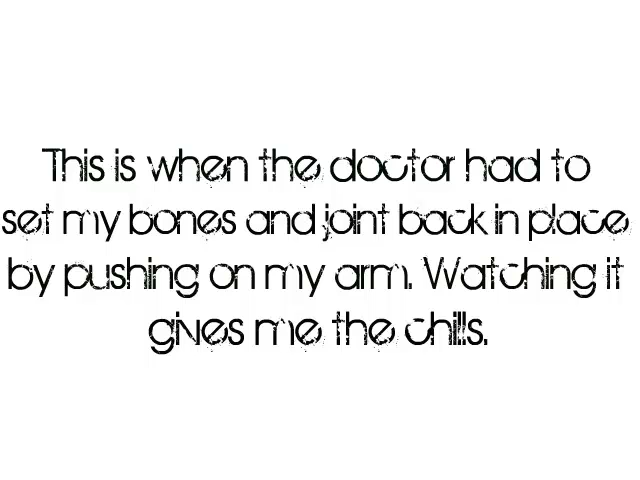 This is when the doctor had to
set my bones and joint back in place
by pushing on my arm. Watching it
gives me the chills.